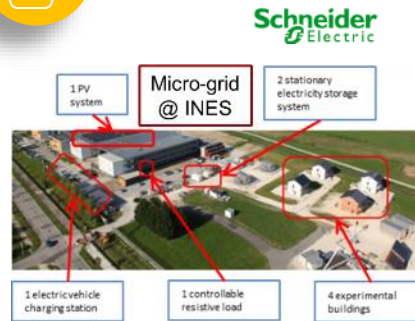 Schneider
Electric
1 PV
system
Micro-grid
@ INES
2 stationary
electricity storage
system
1 electric vehicle
charging station
1 controllable
resistive load
4 experimental
buildings